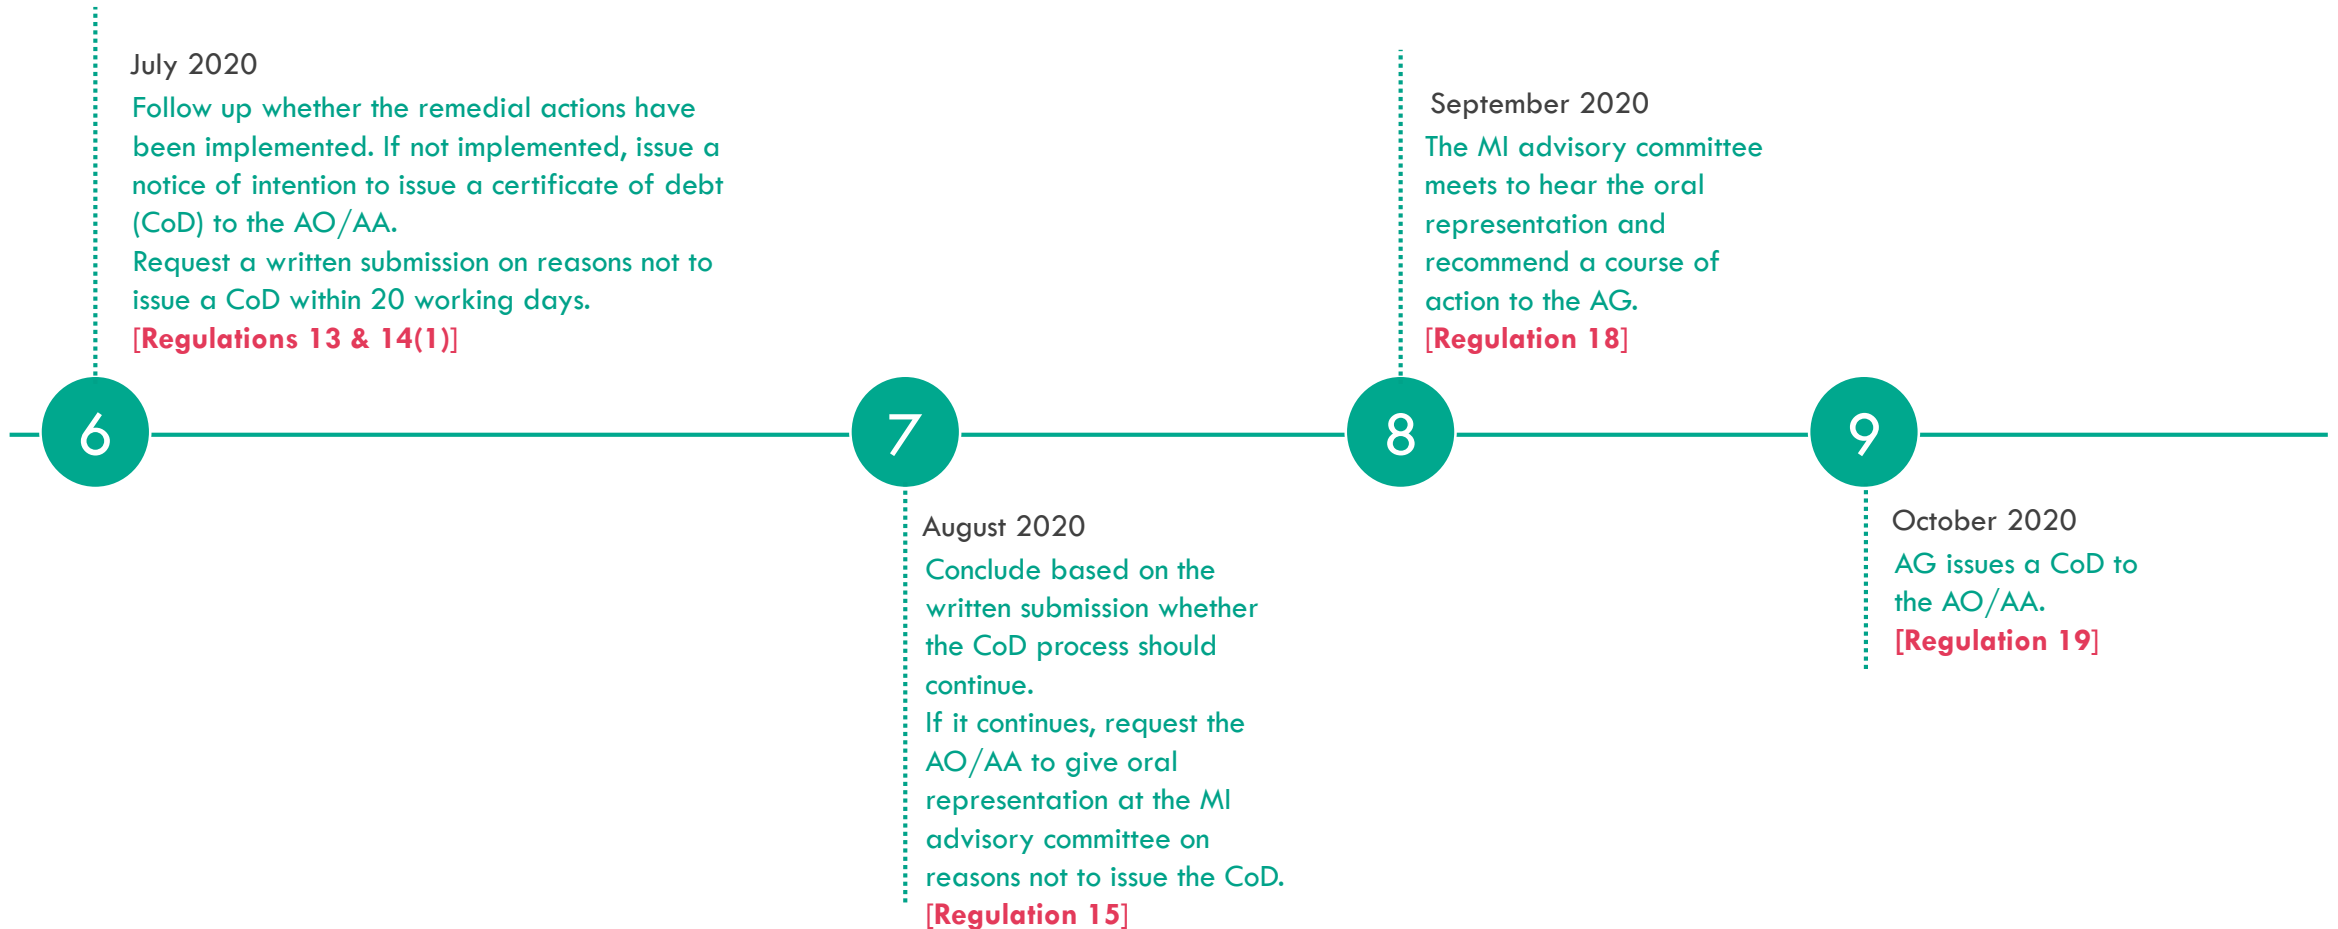 July 2020
Follow up whether the remedial actions have
been implemented. If not implemented, issue a
notice of intention to issue a certificate of debt
(CoD) to the AO/AA.
Request a written submission on reasons not to
issue a CoD within 20 working days.
[Regulations 13 & 14(1)]
6
7
August 2020
Conclude based on the
written submission whether
the CoD process should
continue.
If it continues, request the
AO/AA to give oral
representation at the MI
advisory committee on
reasons not to issue the CoD.
[Regulation 15]
September 2020
The MI advisory committee
meets to hear the oral
representation and
recommend a course of
action to the AG.
[Regulation 18]
8
9
October 2020
AG issues a CoD to
the AO/AA.
[Regulation 19]